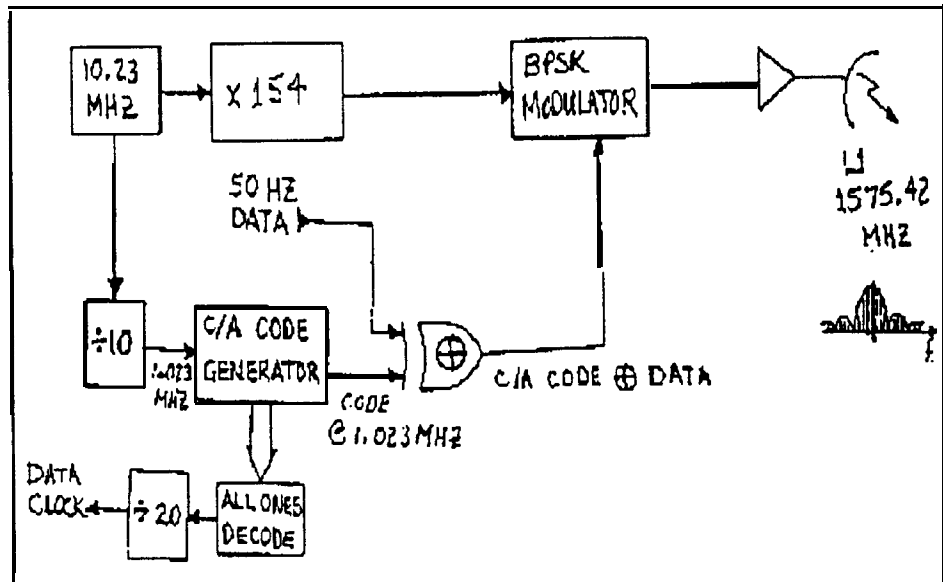 10.23
MHZ
X 154
BPSK
MODULATOR
50 HZ
DATA
L1
1575.42
MHZ
÷10
1.023
MHZ
C/A CODE
GENERATOR
CODE
@ 1.023 MHZ
C/A CODE ⊕ DATA
f
DATA
CLOCK
÷ 20
ALL ONES
DECODE